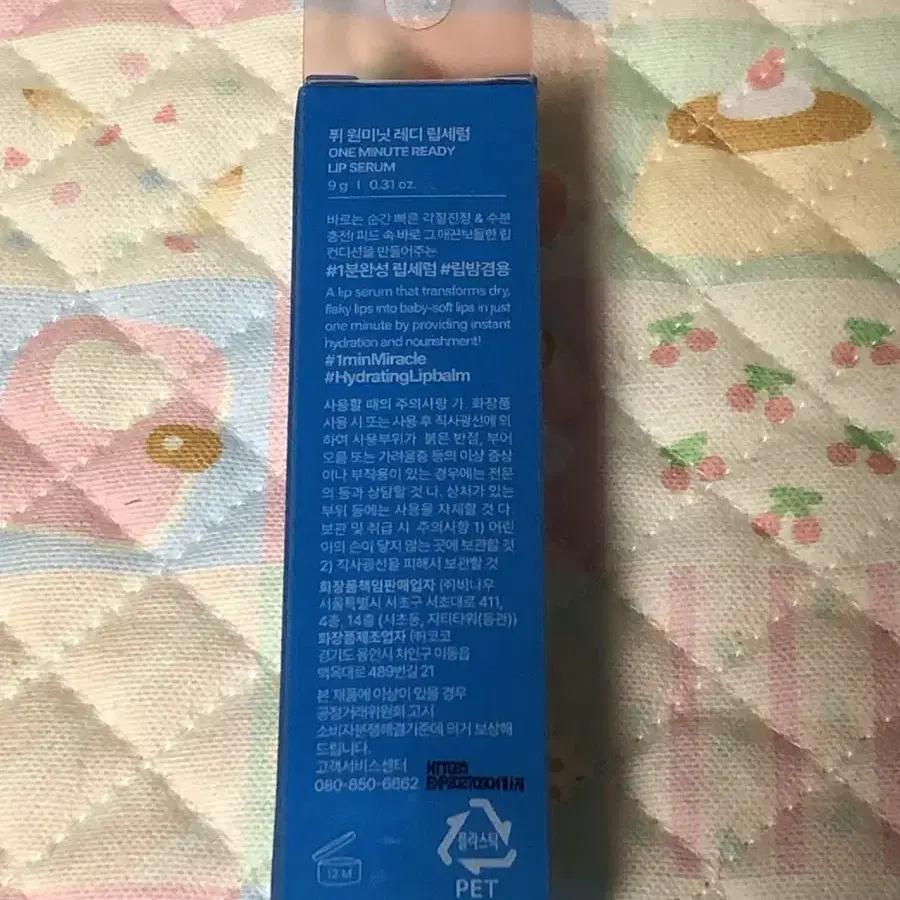 퓌 원미닛 레디 립세럼
ONE MINUTE READY
LIP SERUM
9 g | 0.31 oz.
바르는 순간 빠른 각질진정 & 수분
충전! 피드 속 바로 그 매끈보들한 립
컨디션을 만들어주는
#1분완성 립세럼 #립밤겸용
A lip serum that transforms dry,
flaky lips into baby-soft lips in just
one minute by providing instant
hydration and nourishment!
#1minMiracle
#HydratingLipbalm
사용할 때의 주의사항 가. 화장품
사용 시 또는 사용 후 직사광선에 의
하여 사용부위가 붉은 반점, 부어
오름 또는 가려움증 등의 이상 증상
이나 부작용이 있는 경우에는 전문
의 등과 상담할 것 나. 상처가 있는
부위 등에는 사용을 자제할 것 다.
보관 및 취급 시 주의사항 1) 어린
이의 손이 닿지 않는 곳에 보관할 것
2) 직사광선을 피해서 보관할 것
화장품책임판매업자 ㈜비나우
서울특별시 서초구 서초대로 411,
4층, 14층 (서초동, 지티타워(동관))
화장품제조업자 ㈜코코
경기도 용인시 처인구 이동읍
백옥대로 489번길 21
본 제품에 이상이 있을 경우
공정거래위원회 고시
소비자분쟁해결기준에 의거 보상해
드립니다.
고객서비스센터
080-850-6662
12 M
플라스틱
PET